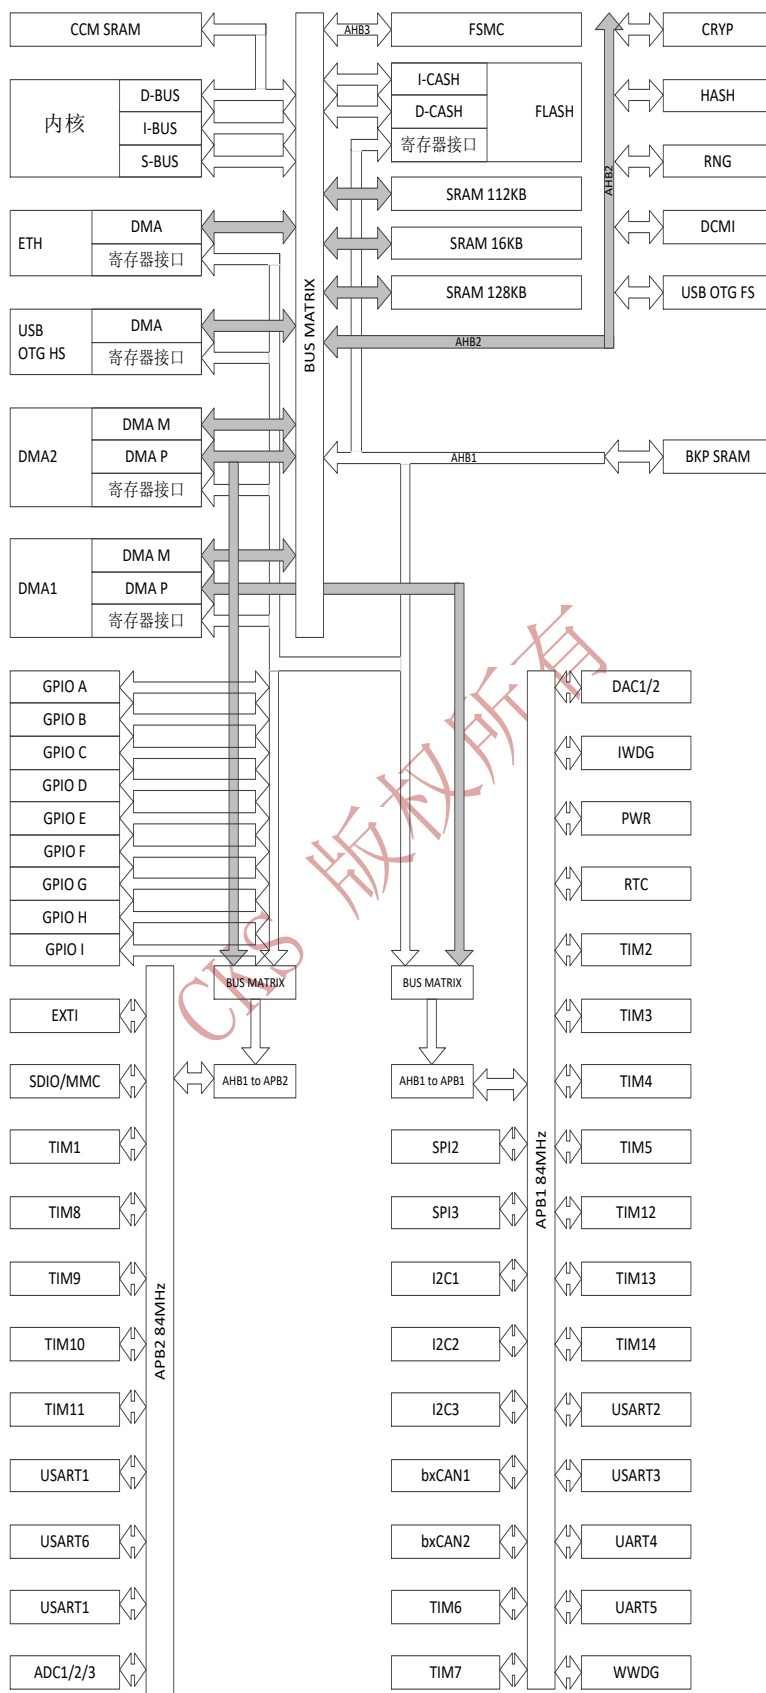 CCM SRAM
AHB3
FSMC
CRYP
内核
D-BUS
I-BUS
S-BUS
I-CASH
D-CASH
寄存器接口
FLASH
HASH
RNG
AHB2
SRAM 112KB
SRAM 16KB
SRAM 128KB
DCMI
USB OTG FS
ETH
DMA
寄存器接口
USB
OTG HS
DMA
寄存器接口
BUS MATRIX
AHB2
DMA2
DMA M
DMA P
寄存器接口
AHB1
BKP SRAM
DMA1
DMA M
DMA P
寄存器接口
GPIO A
GPIO B
GPIO C
GPIO D
GPIO E
GPIO F
GPIO G
GPIO H
GPIO I
BUS MATRIX
BUS MATRIX
AHB1 to APB2
AHB1 to APB1
EXTI
SDIO/MMC
TIM1
TIM8
TIM9
TIM10
TIM11
USART1
USART6
USART1
ADC1/2/3
APB2 84MHz
SPI2
SPI3
I2C1
I2C2
I2C3
bxCAN1
bxCAN2
TIM6
TIM7
APB1 84MHz
DAC1/2
IWDG
PWR
RTC
TIM2
TIM3
TIM4
TIM5
TIM12
TIM13
TIM14
USART2
USART3
UART4
UART5
WWDG
CKS 版权所有